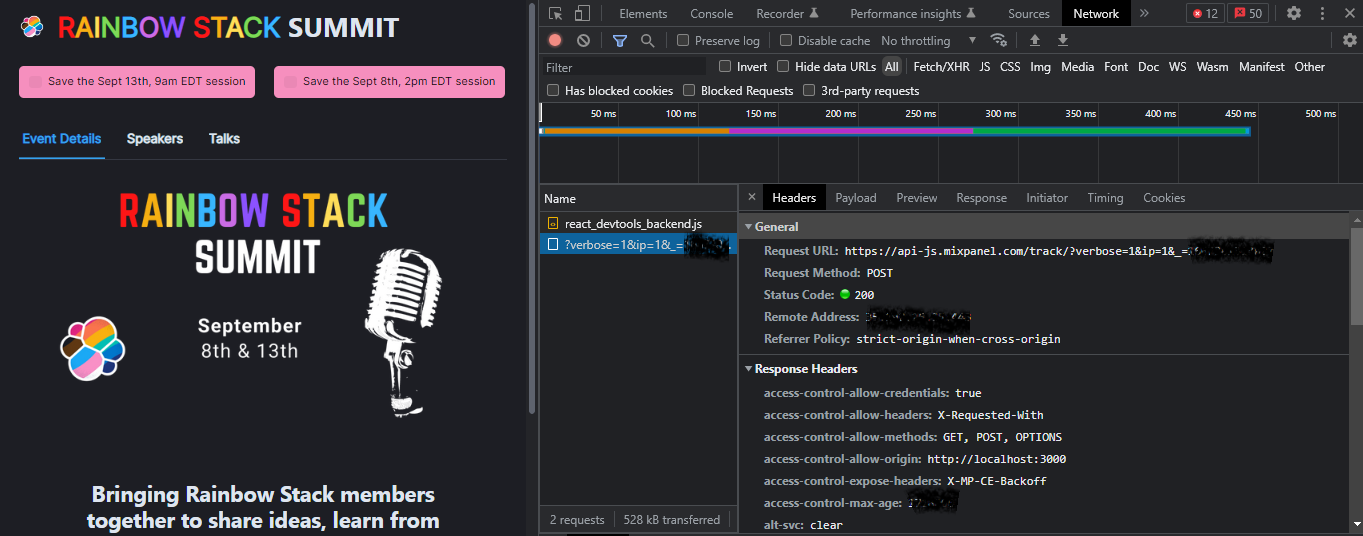 RAINBOW STACK SUMMIT
Save the Sept 13th, 9am EDT session
Save the Sept 8th, 2pm EDT session
Event Details
Speakers
Talks
RAINBOW STACK
SUMMIT
September
8th & 13th
Bringing Rainbow Stack members
together to share ideas, learn from
Elements
Console
Recorder
Performance insights
Sources
Network
»
12
50
Preserve log
Disable cache
No throttling
Filter
Invert
Hide data URLs
All
Fetch/XHR
JS
CSS
Img
Media
Font
Doc
WS
Wasm
Manifest
Other
Has blocked cookies
Blocked Requests
3rd-party requests
50 ms
100 ms
150 ms
200 ms
250 ms
300 ms
350 ms
400 ms
450 ms
500 ms
Name
react_devtools_backend.js
?verbose=1&ip=1&_=
2 requests
528 kB transferred
Headers
Payload
Preview
Response
Initiator
Timing
Cookies
General
Request URL: https://api-js.mixpanel.com/track/?verbose=1&ip=1&_=
Request Method: POST
Status Code: 200
Remote Address:
Referrer Policy: strict-origin-when-cross-origin
Response Headers
access-control-allow-credentials: true
access-control-allow-headers: X-Requested-With
access-control-allow-methods: GET, POST, OPTIONS
access-control-allow-origin: http://localhost:3000
access-control-expose-headers: X-MP-CE-Backoff
access-control-max-age:
alt-svc: clear